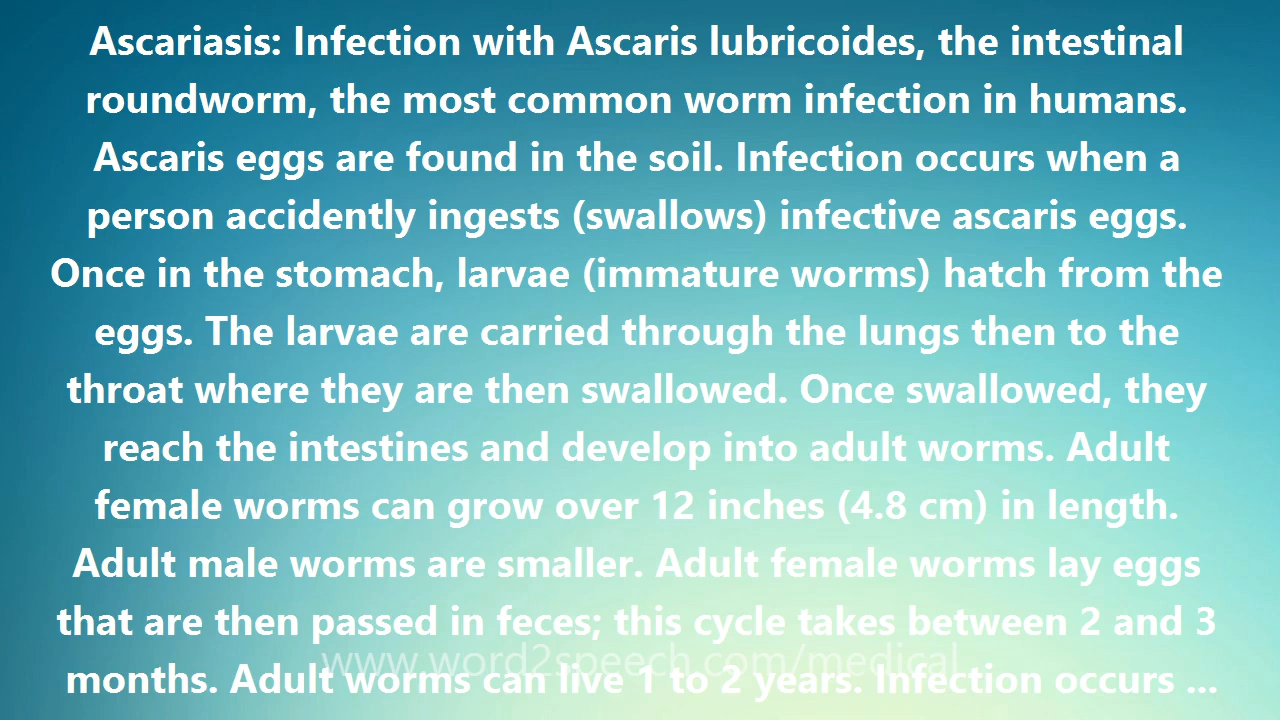 Ascariasis: Infection with Ascaris lubricoides, the intestinal
roundworm, the most common worm infection in humans.
Ascaris eggs are found in the soil. Infection occurs when a
person accidently ingests (swallows) infective ascaris eggs.
Once in the stomach, larvae (immature worms) hatch from the
eggs. The larvae are carried through the lungs then to the
throat where they are then swallowed. Once swallowed, they
reach the intestines and develop into adult worms. Adult
female worms can grow over 12 inches (4.8 cm) in length.
Adult male worms are smaller. Adult female worms lay eggs
that are then passed in feces; this cycle takes between 2 and 3
www.word2speech.com/medical
months. Adult worms can live 1 to 2 years. Infection occurs ...